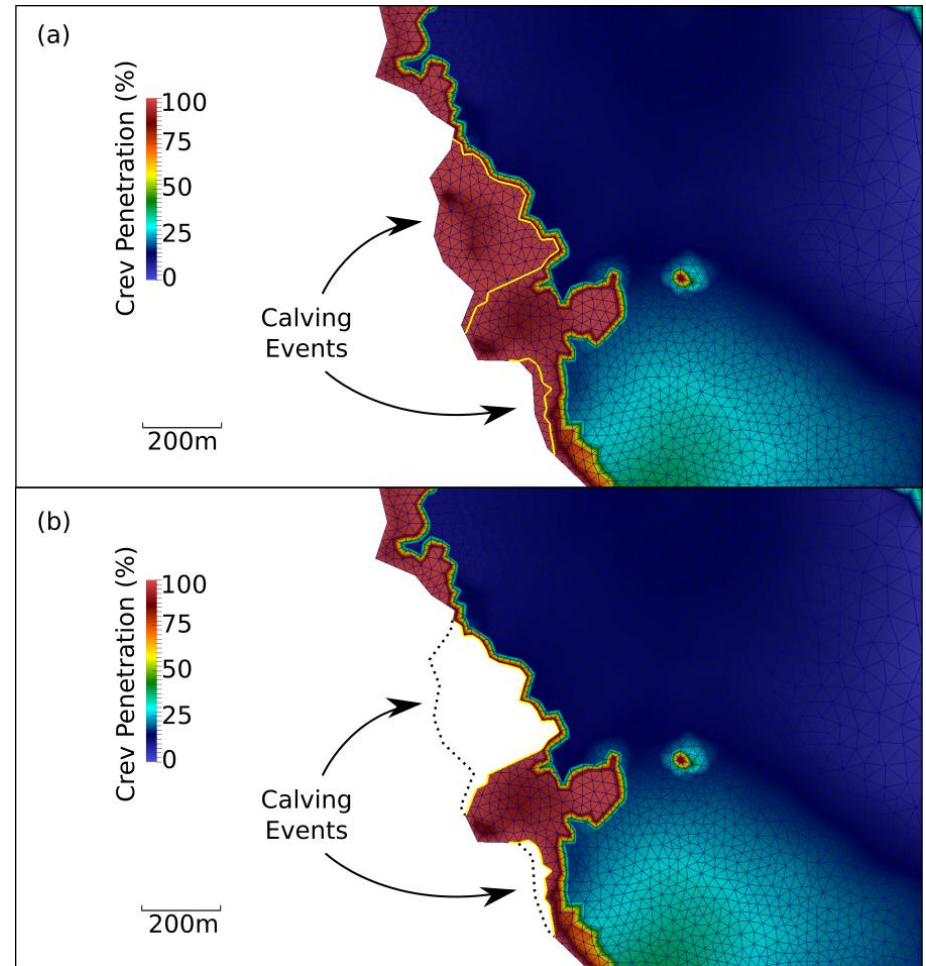 (a)
Crev Penetration (%)
100
75
50
25
0
Calving
Events
200m
(b)
Crev Penetration (%)
100
75
50
25
0
Calving
Events
200m